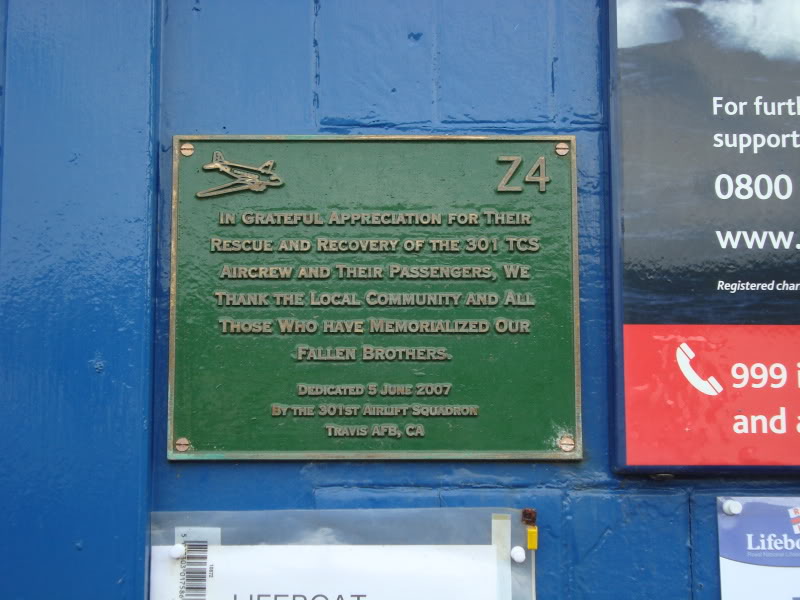 Z4
IN GRATEFUL APPRECIATION FOR THEIR
RESCUE AND RECOVERY OF THE 301 TCS
AIRCREW AND THEIR PASSENGERS, WE
THANK THE LOCAL COMMUNITY AND ALL
THOSE WHO HAVE MEMORIALIZED OUR
FALLEN BROTHERS.
DEDICATED 5 JUNE 2007
BY THE 301ST AIRLIFT SQUADRON
TRAVIS AFB, CA
For
support
0800
www.
Registered
999
and
LIFEBOAT